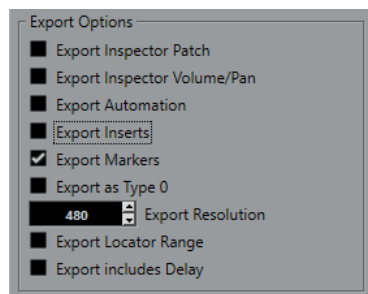 Export Options
Export Inspector Patch
Export Inspector Volume/Pan
Export Automation
Export Inserts
Export Markers
Export as Type 0
480 Export Resolution
Export Locator Range
Export includes Delay